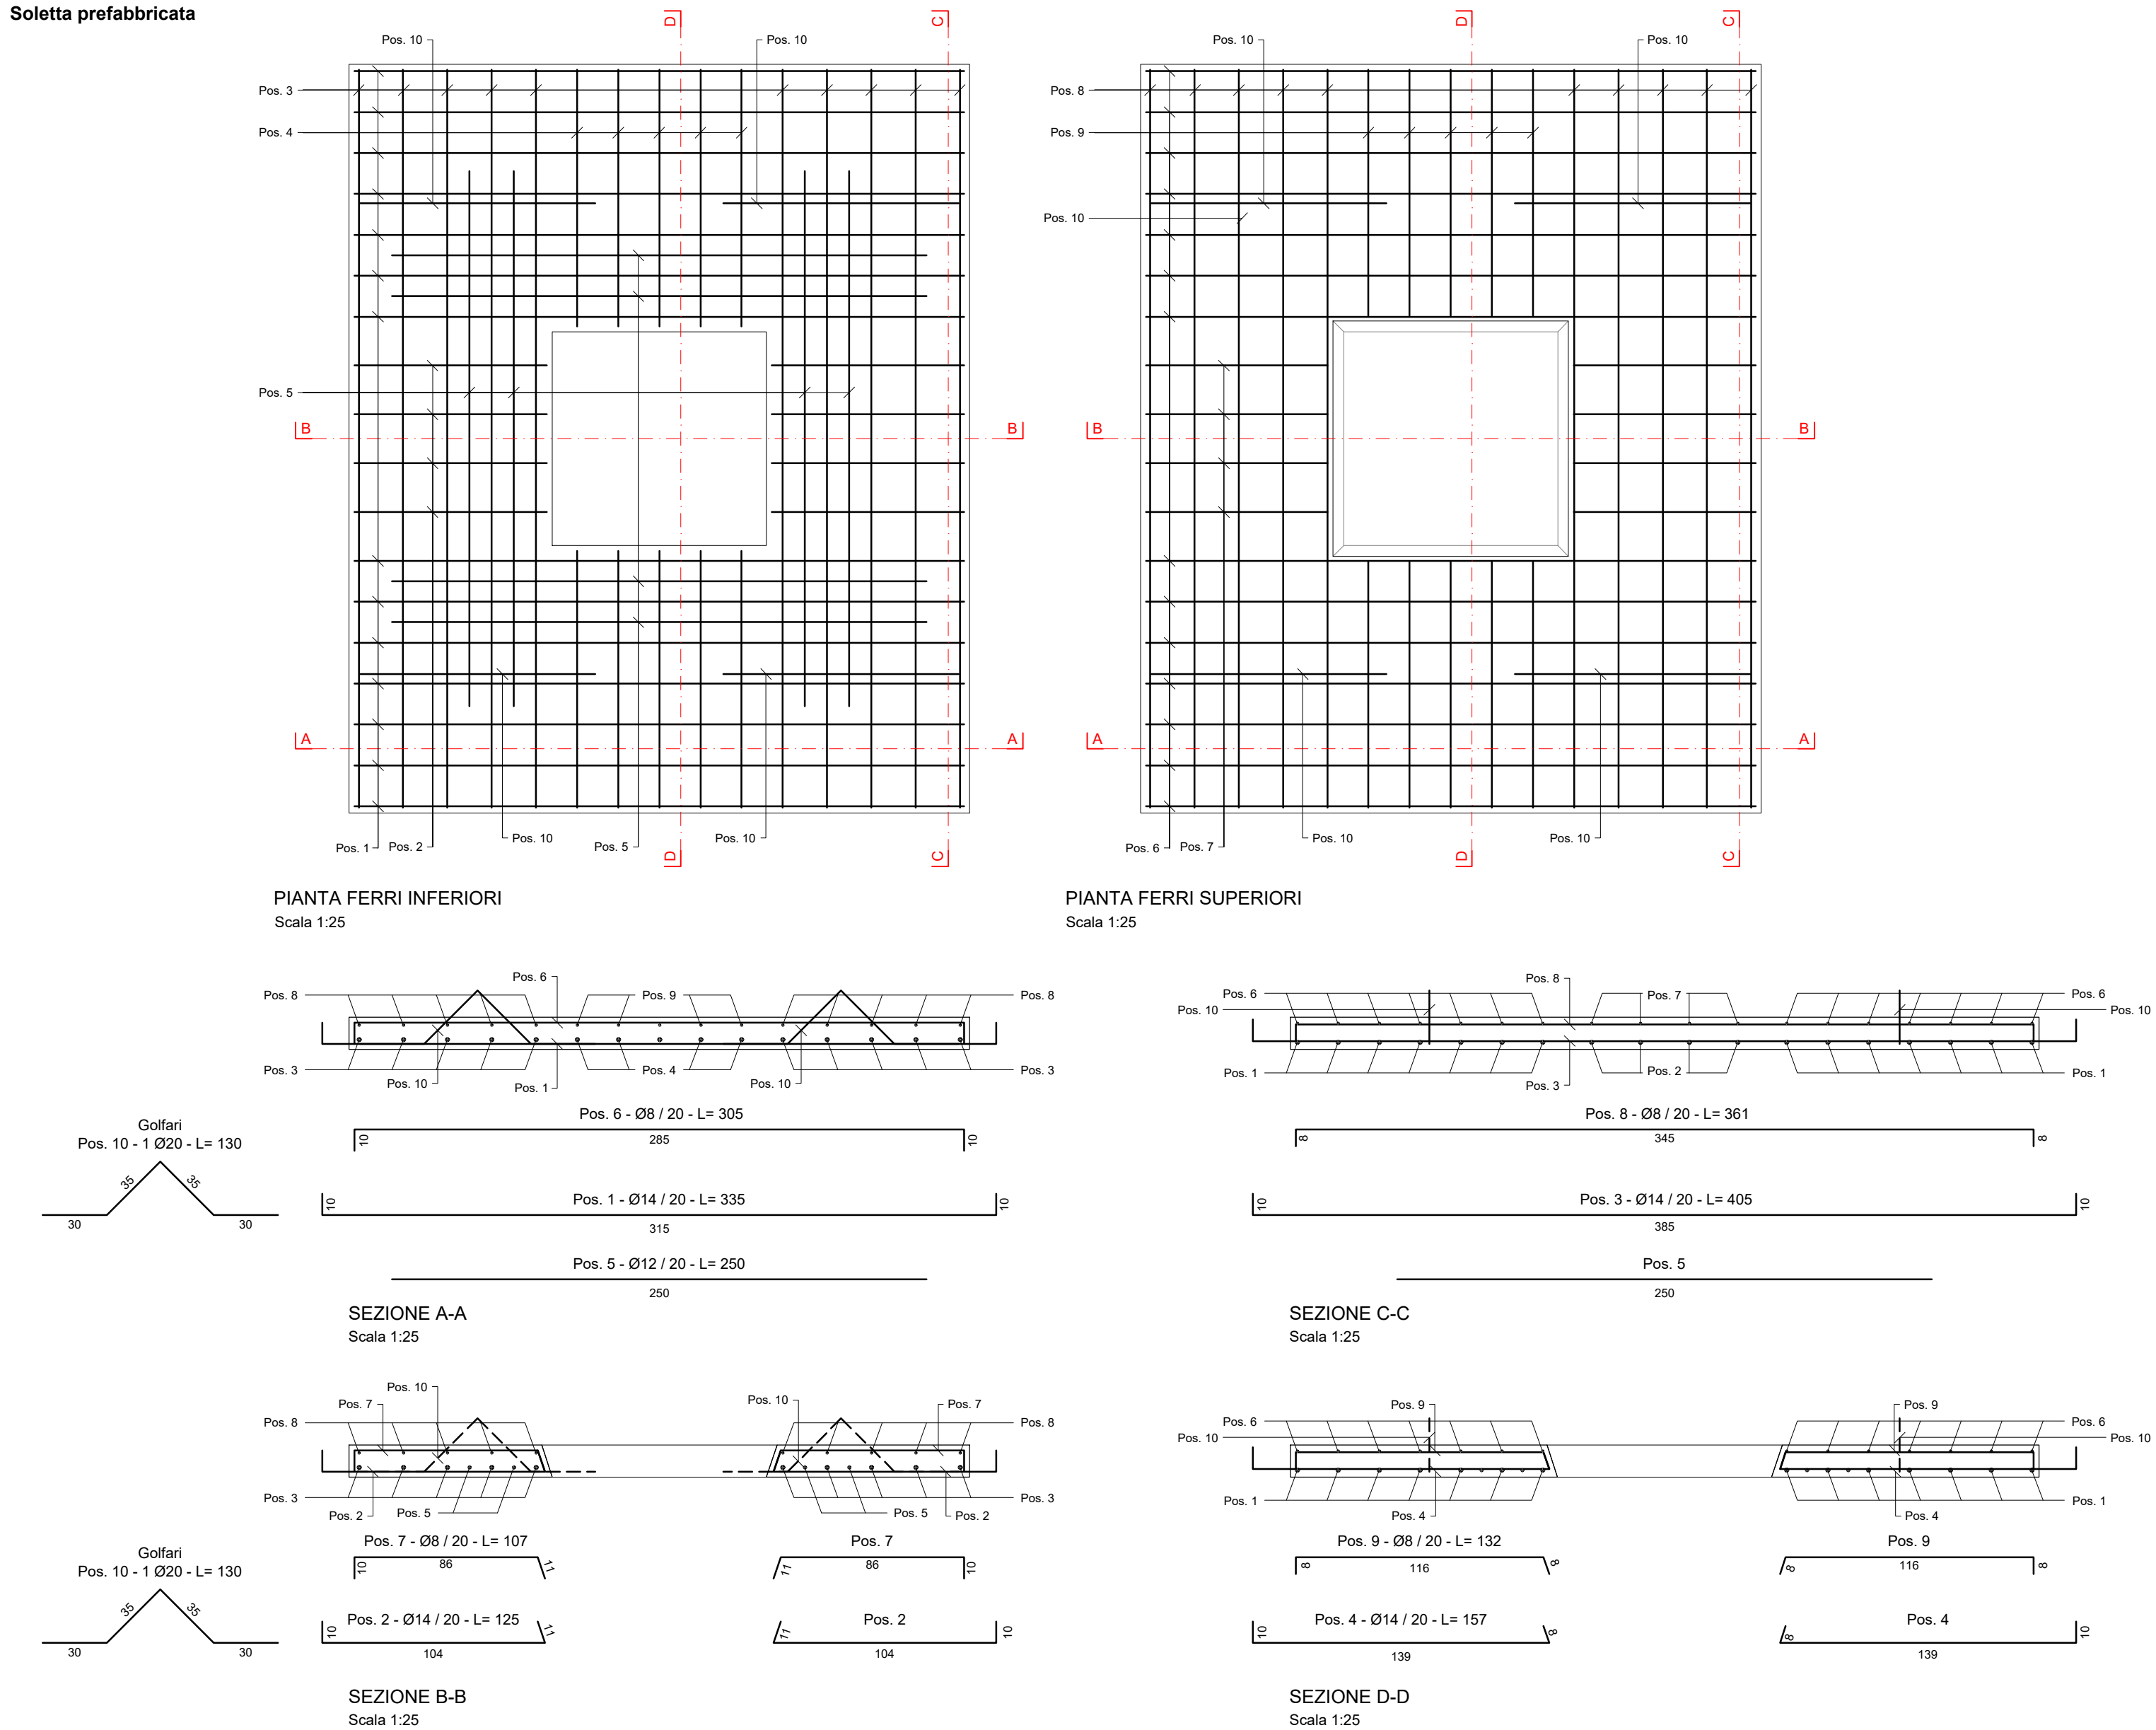 Soletta prefabbricata
D C D C
Pos. 10 Pos. 10 Pos. 10 Pos. 10
Pos. 3 Pos. 8
Pos. 4 Pos. 9
Pos. 10
Pos. 5
B B B B
A A A A
Pos. 1 Pos. 2 Pos. 10 Pos. 5 Pos. 10 Pos. 6 Pos. 7 Pos. 10 Pos. 10
D C D C
PIANTA FERRI INFERIORI
Scala 1:25
PIANTA FERRI SUPERIORI
Scala 1:25
Pos. 6
Pos. 8 Pos. 9 Pos. 8
Pos. 3 Pos. 4 Pos. 3
Pos. 10 Pos. 1 Pos. 10
Pos. 8
Pos. 6 Pos. 7 Pos. 6
Pos. 10 Pos. 10
Pos. 1 Pos. 2 Pos. 1
Pos. 3
Golfari
Pos. 10 - 1 Ø20 - L= 130
35 35
30 30
Pos. 6 - Ø8 / 20 - L= 305
10 285 10
Pos. 1 - Ø14 / 20 - L= 335
10 315 10
Pos. 5 - Ø12 / 20 - L= 250
250
SEZIONE A-A
Scala 1:25
Pos. 8 - Ø8 / 20 - L= 361
8 345 8
Pos. 3 - Ø14 / 20 - L= 405
10 385 10
Pos. 5
250
SEZIONE C-C
Scala 1:25
Pos. 10 Pos. 10
Pos. 7 Pos. 7
Pos. 8 Pos. 8
Pos. 3 Pos. 3
Pos. 2 Pos. 5 Pos. 5 Pos. 2
Pos. 9 Pos. 9
Pos. 6 Pos. 6
Pos. 10 Pos. 10
Pos. 1 Pos. 1
Pos. 4 Pos. 4
Golfari
Pos. 10 - 1 Ø20 - L= 130
35 35
30 30
Pos. 7 - Ø8 / 20 - L= 107 Pos. 7
10 86 11 11 86 10
Pos. 2 - Ø14 / 20 - L= 125 Pos. 2
10 104 11 11 104 10
SEZIONE B-B
Scala 1:25
Pos. 9 - Ø8 / 20 - L= 132 Pos. 9
8 116 8 8 116 8
Pos. 4 - Ø14 / 20 - L= 157 Pos. 4
10 139 8 8 139 10
SEZIONE D-D
Scala 1:25